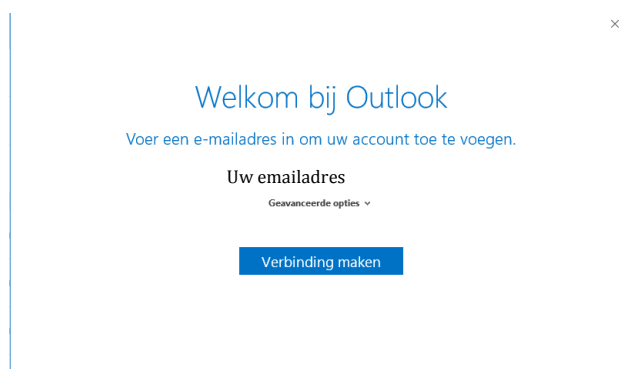 Welkom bij Outlook
Voer een e-mailadres in om uw account toe te voegen.
Uw emailadres
Geavanceerde opties
Verbinding maken